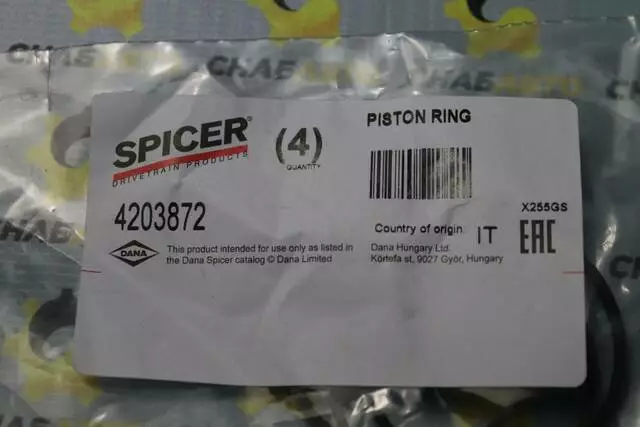 СНАБАВТО
СНАБАВТО
SPICER®
DRIVETRAIN PRODUCTS
(4)
QUANTITY
PISTON RING
4203872
X255GS
Country of origin: IT
EAC
DANA
This product intended for use only as listed in
the Dana Spicer catalog © Dana Limited
Dana Hungary Ltd.
Körtefa st, 9027 Győr, Hungary